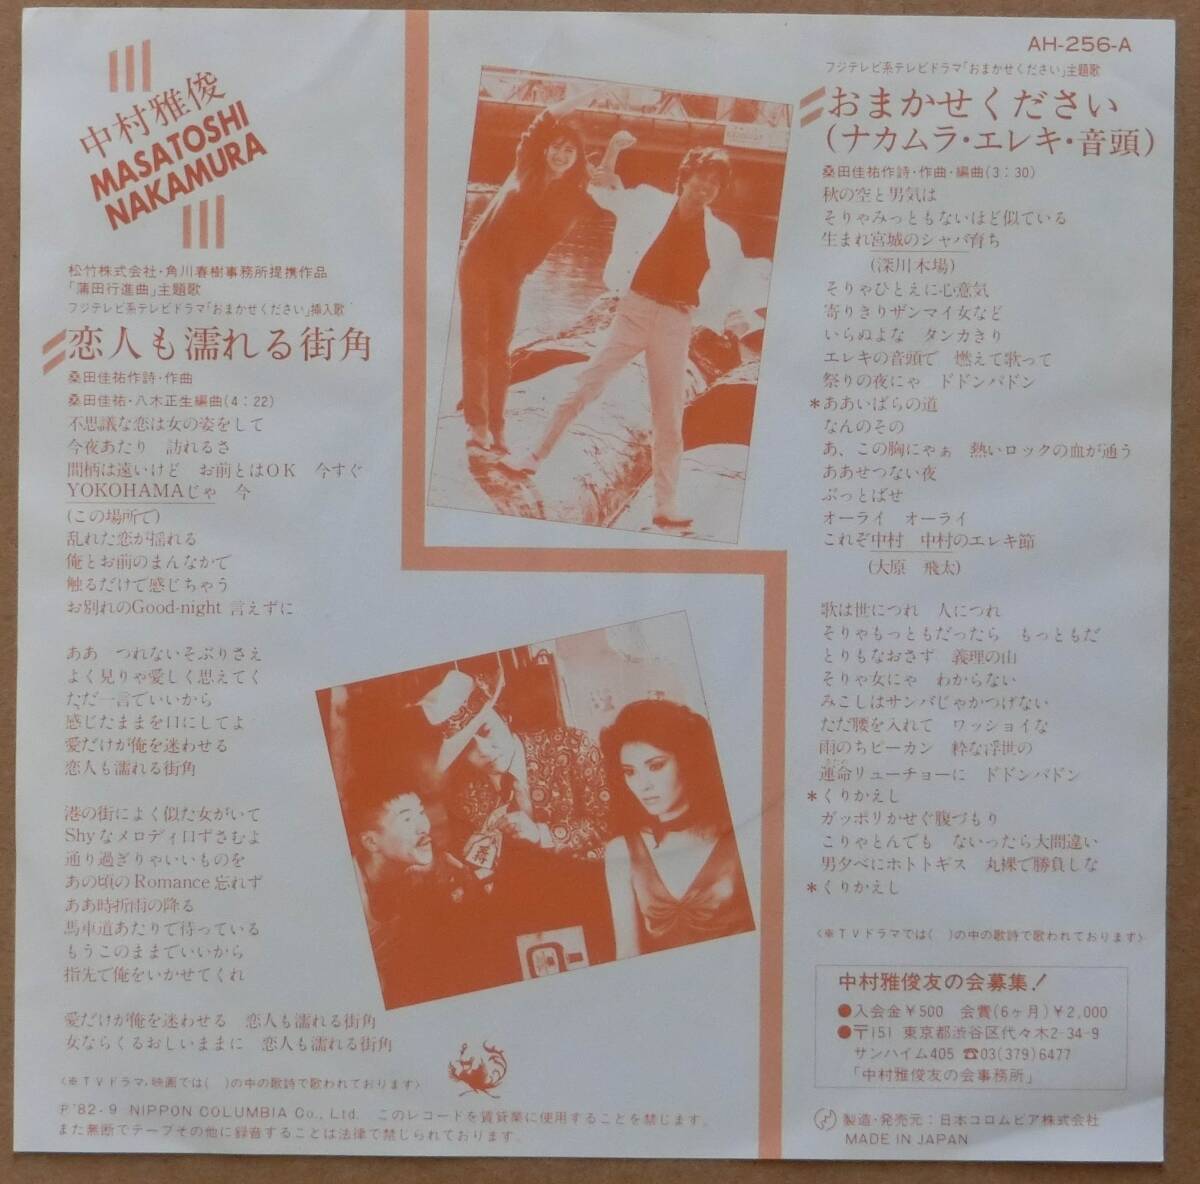 中村雅俊
MASATOSHI
NAKAMURA
松竹株式会社・角川春樹事務所提携作品
「蒲田行進曲」主題歌
フジテレビ系テレビドラマ「おまかせください」挿入歌
恋人も濡れる街角
桑田佳祐作詩・作曲
桑田佳祐・八木正生編曲(4:22)
不思議な恋は女の姿をして
今夜あたり　訪れるさ
間柄は遠いけど　お前とはOK　今すぐ
YOKOHAMAじゃ　今
(この場所で)
乱れた恋が揺れる
俺とお前のまんなかで
触るだけで感じちゃう
お別れのGood-night 言えずに
ああ　つれないそぶりさえ
よく見りゃ愛しく思えてく
ただ一言でいいから
感じたままを口にしてよ
愛だけが俺を迷わせる
恋人も濡れる街角
港の街によく似た女がいて
Shyなメロディ口ずさむよ
通り過ぎりゃいいものを
あの頃のRomance忘れず
ああ時折雨の降る
馬車道あたりで待っている
もうこのままでいいから
指先で俺をいかせてくれ
愛だけが俺を迷わせる　恋人も濡れる街角
女ならくるおしいままに　恋人も濡れる街角
〈※TVドラマ,映画では(　)の中の歌詩で歌われております〉
℗'82-9 NIPPON COLUMBIA Co., Ltd. このレコードを賃貸業に使用することを禁じます。
また無断でテープその他に録音することは法律で禁じられております。
AH-256-A
フジテレビ系テレビドラマ「おまかせください」主題歌
おまかせください
(ナカムラ・エレキ・音頭)
桑田佳祐作詩・作曲・編曲(3:30)
秋の空と男気は
そりゃみっともないほど似ている
生まれ宮城のシャバ育ち
(深川木場)
そりゃひとえに心意気
寄りきりザンマイ女など
いらぬよな　タンカきり
エレキの音頭で　燃えて歌って
祭りの夜にゃ　ドドンパドン
*ああいばらの道
なんのその
あ、この胸にゃぁ　熱いロックの血が通う
ああせつない夜
ぶっとばせ
オーライ　オーライ
これぞ中村　中村のエレキ節
(大原　飛太)
歌は世につれ　人につれ
そりゃもっともだったら　もっともだ
とりもなおさず　義理の山
そりゃ女にゃ　わからない
みこしはサンバじゃかつげない
ただ腰を入れて　ワッショイな
雨のちピーカン　粋な浮世の
運命リューチョーに　ドドンパドン
*くりかえし
ガッポリかせぐ腹づもり
こりゃとんでも　ないったら大間違い
男夕べにホトトギス　丸裸で勝負しな
*くりかえし
〈※TVドラマでは(　)の中の歌詩で歌われております〉
中村雅俊友の会募集!
●入会金￥500　会費(6ヶ月)￥2,000
●〒151 東京都渋谷区代々木2-34-9
サンハイム405 ☎03(379)6477
「中村雅俊友の会事務所」
製造・発売元：日本コロムビア株式会社
MADE IN JAPAN